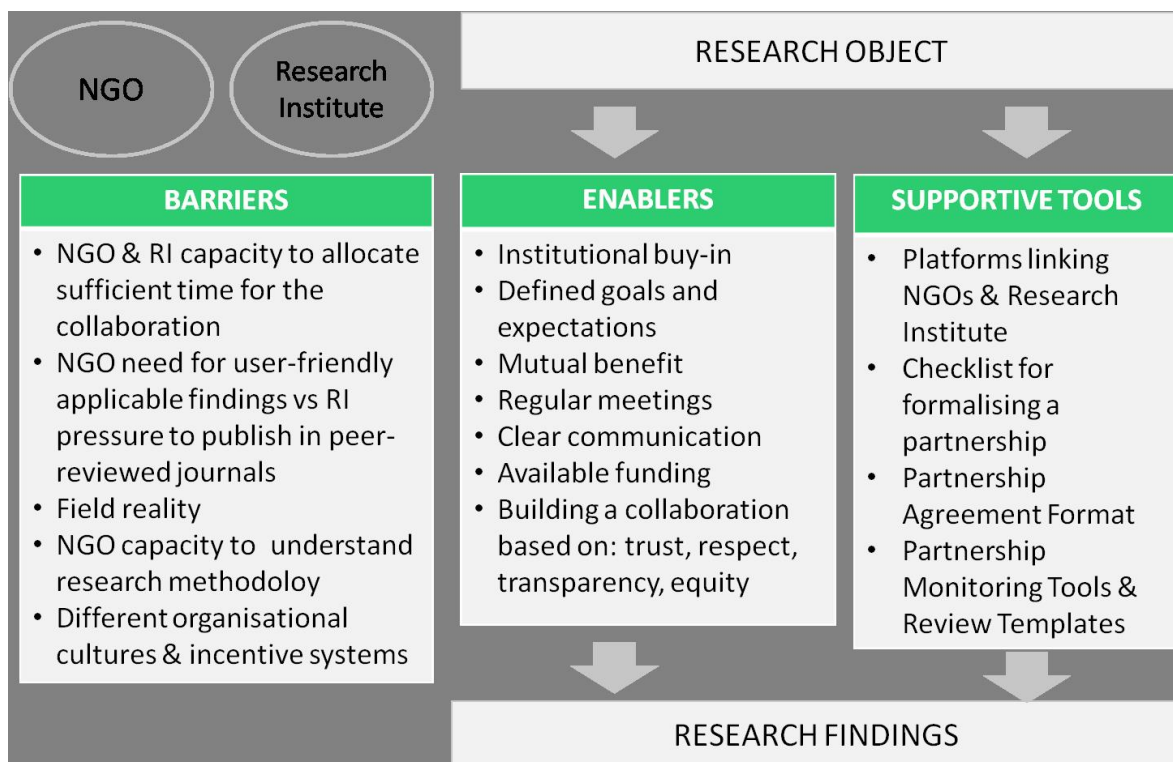 NGO
Research
Institute
RESEARCH OBJECT
BARRIERS
• NGO & RI capacity to allocate
sufficient time for the
collaboration
• NGO need for user-friendly
applicable findings vs RI
pressure to publish in peer-
reviewed journals
• Field reality
• NGO capacity to understand
research methodoloy
• Different organisational
cultures & incentive systems
ENABLERS
• Institutional buy-in
• Defined goals and
expectations
• Mutual benefit
• Regular meetings
• Clear communication
• Available funding
• Building a collaboration
based on: trust, respect,
transparency, equity
SUPPORTIVE TOOLS
• Platforms linking
NGOs & Research
Institute
• Checklist for
formalising a
partnership
• Partnership
Agreement Format
• Partnership
Monitoring Tools &
Review Templates
RESEARCH FINDINGS